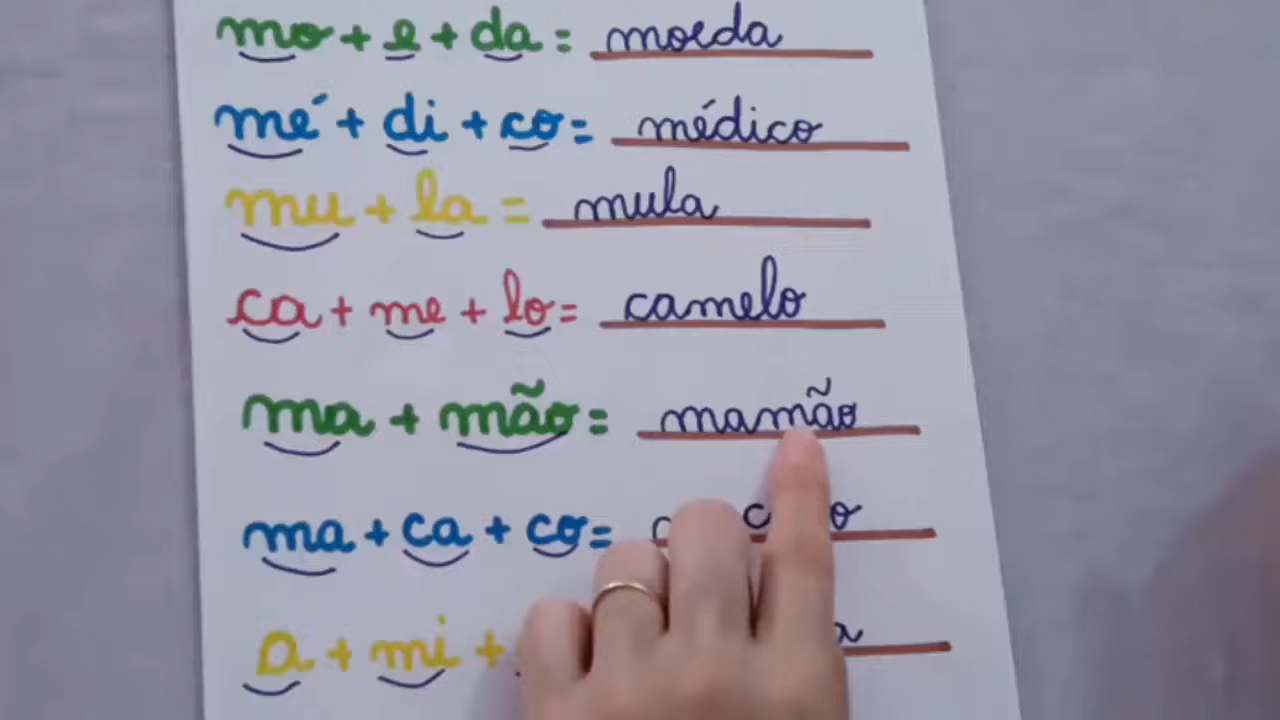 mo + e + da = moeda
mé + di + co = médico
mu + la = mula
ca + me + lo = camelo
ma + mão = mamão
ma + ca + co =
a + mi +